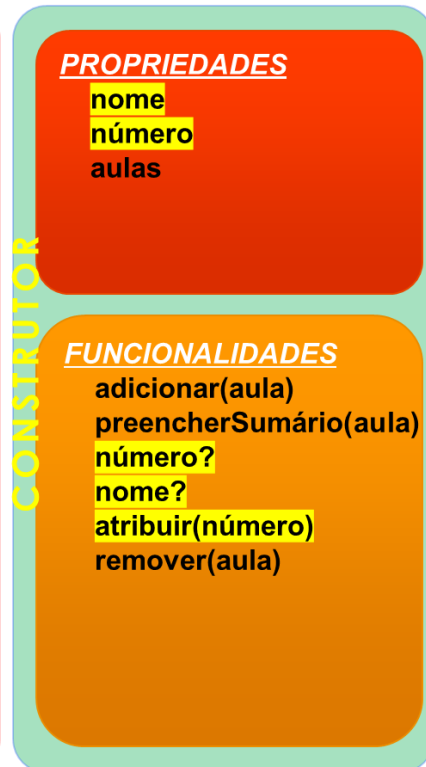 CONSTRUTOR
PROPRIEDADES
nome
número
aulas
FUNCIONALIDADES
adicionar(aula)
preencherSumário(aula)
número?
nome?
atribuir(número)
remover(aula)